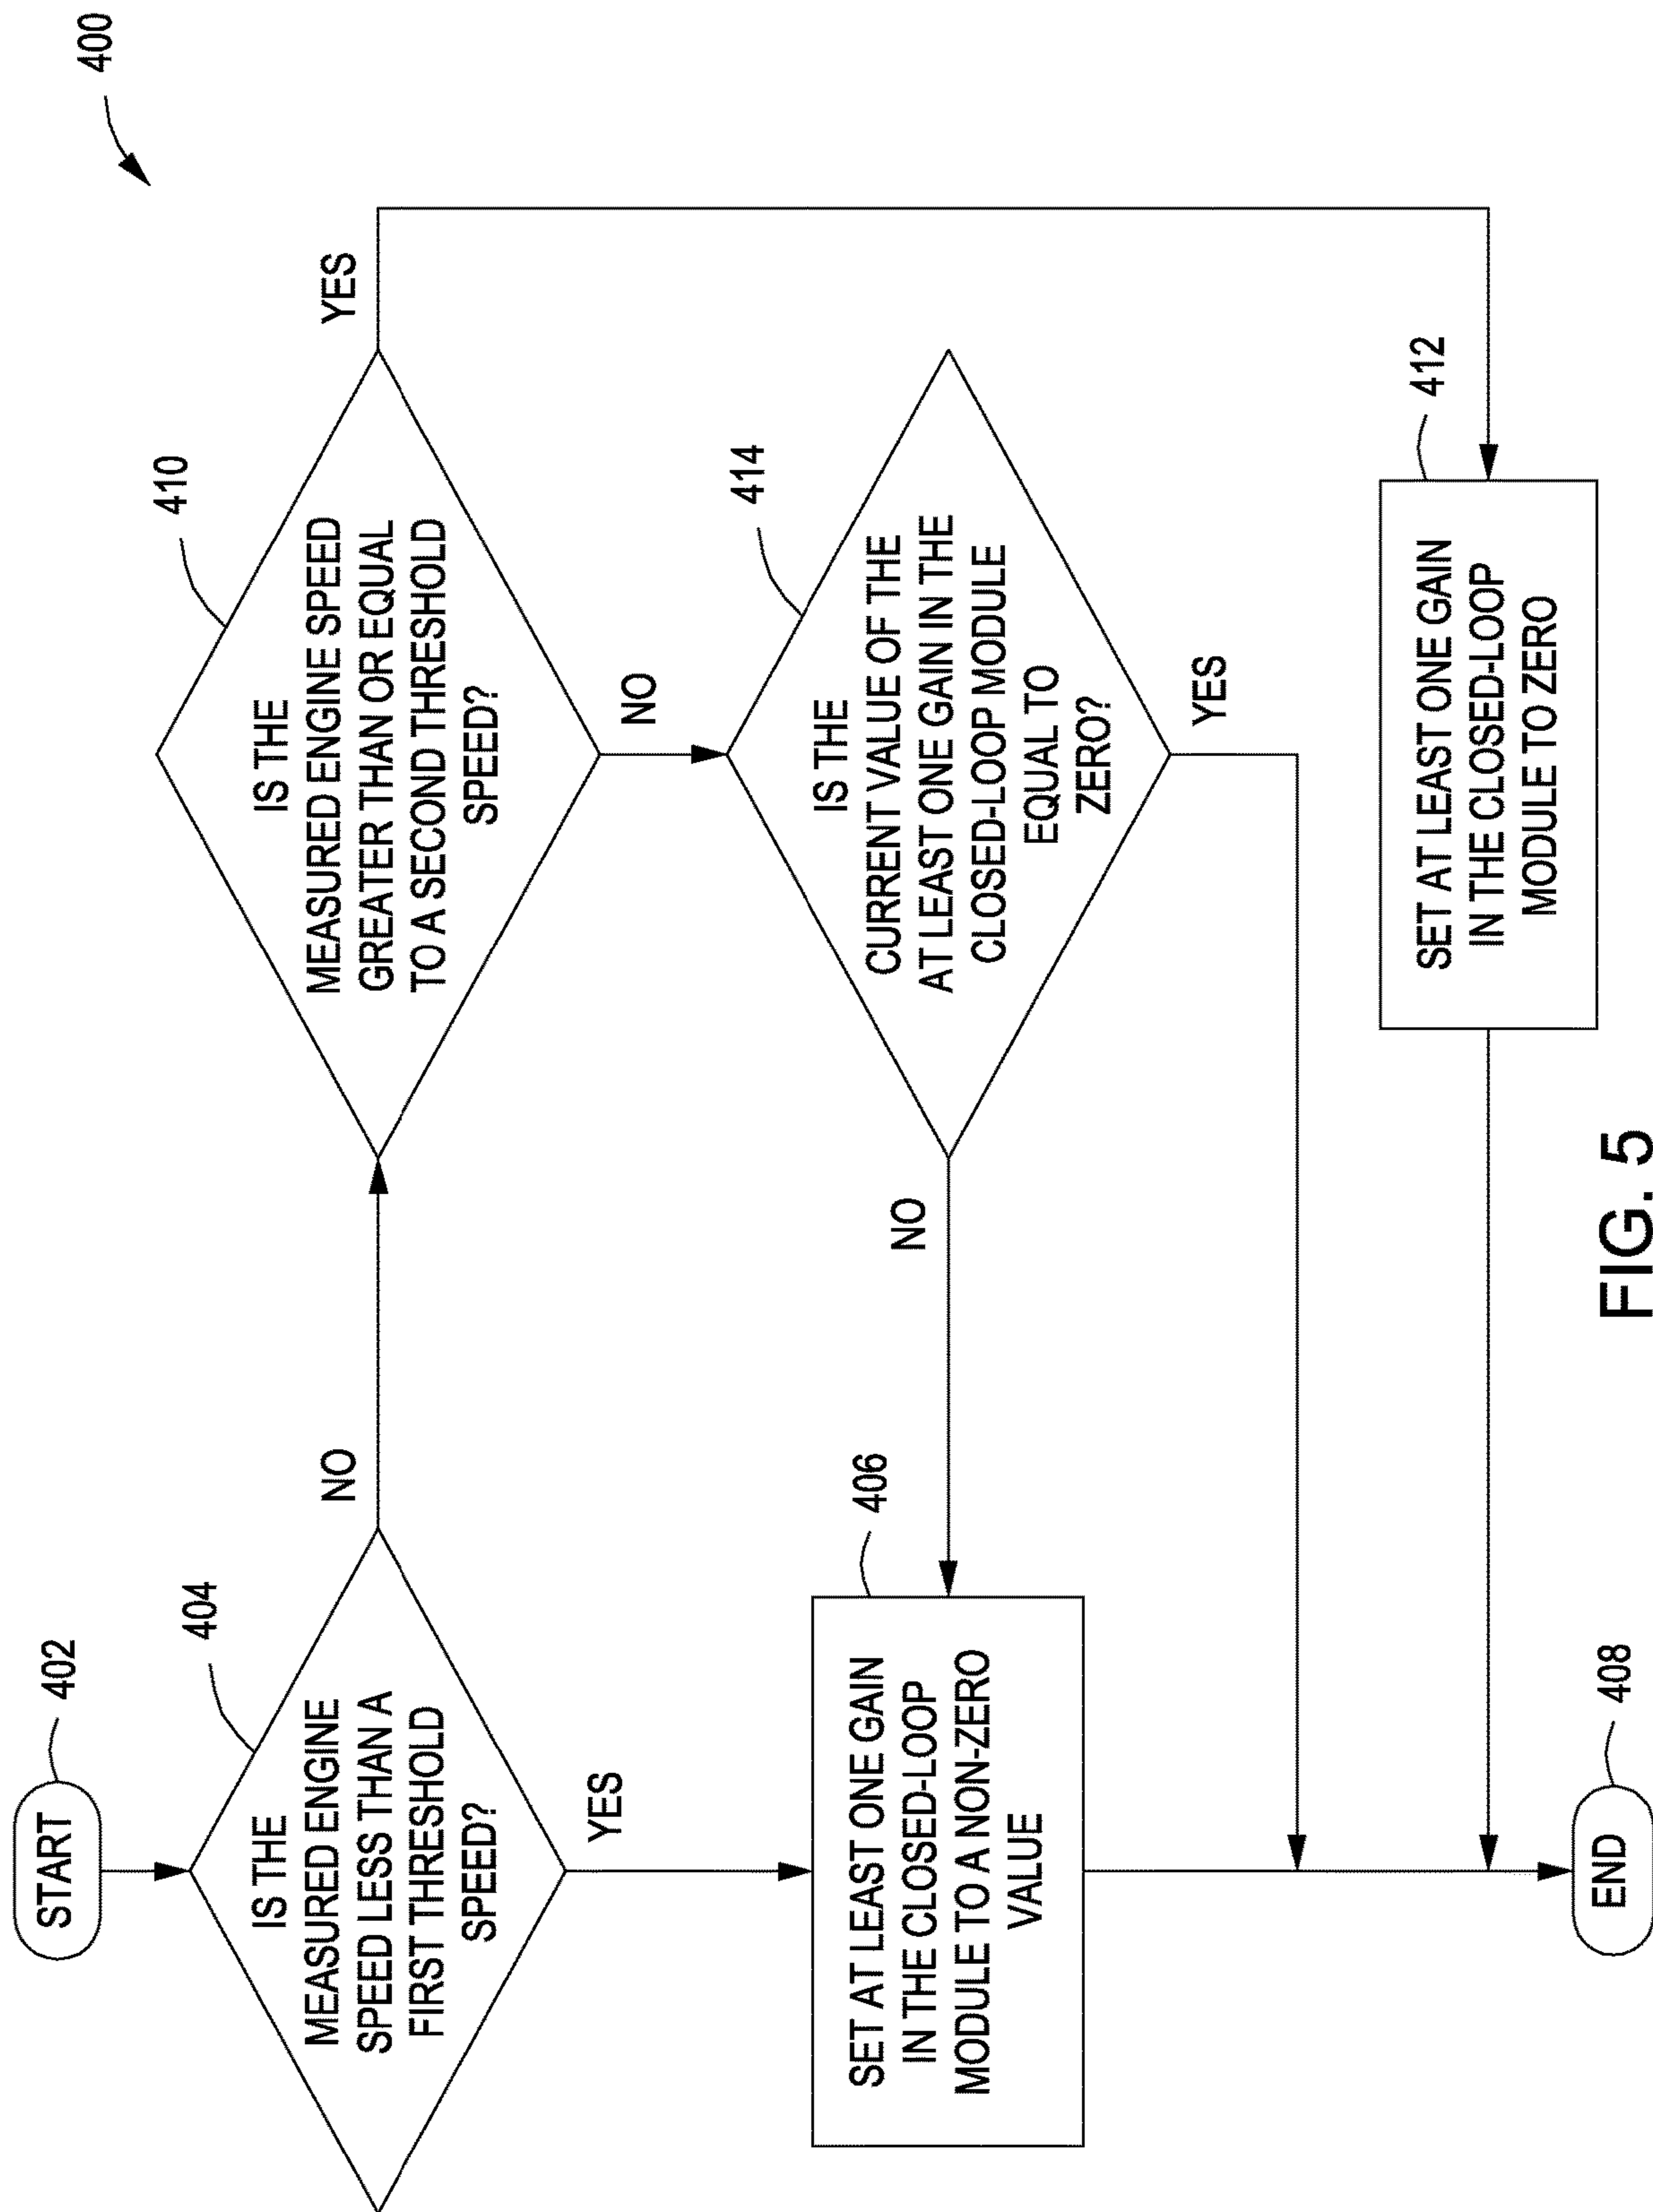 400
START
402
IS THE
MEASURED ENGINE
SPEED LESS THAN A
FIRST THRESHOLD
SPEED?
404
NO
YES
IS THE
MEASURED ENGINE SPEED
GREATER THAN OR EQUAL
TO A SECOND THRESHOLD
SPEED?
410
YES
NO
IS THE
CURRENT VALUE OF THE
AT LEAST ONE GAIN IN THE
CLOSED-LOOP MODULE
EQUAL TO
ZERO?
414
NO
YES
SET AT LEAST ONE GAIN
IN THE CLOSED-LOOP
MODULE TO A NON-ZERO
VALUE
406
SET AT LEAST ONE GAIN
IN THE CLOSED-LOOP
MODULE TO ZERO
412
END
408
FIG. 5